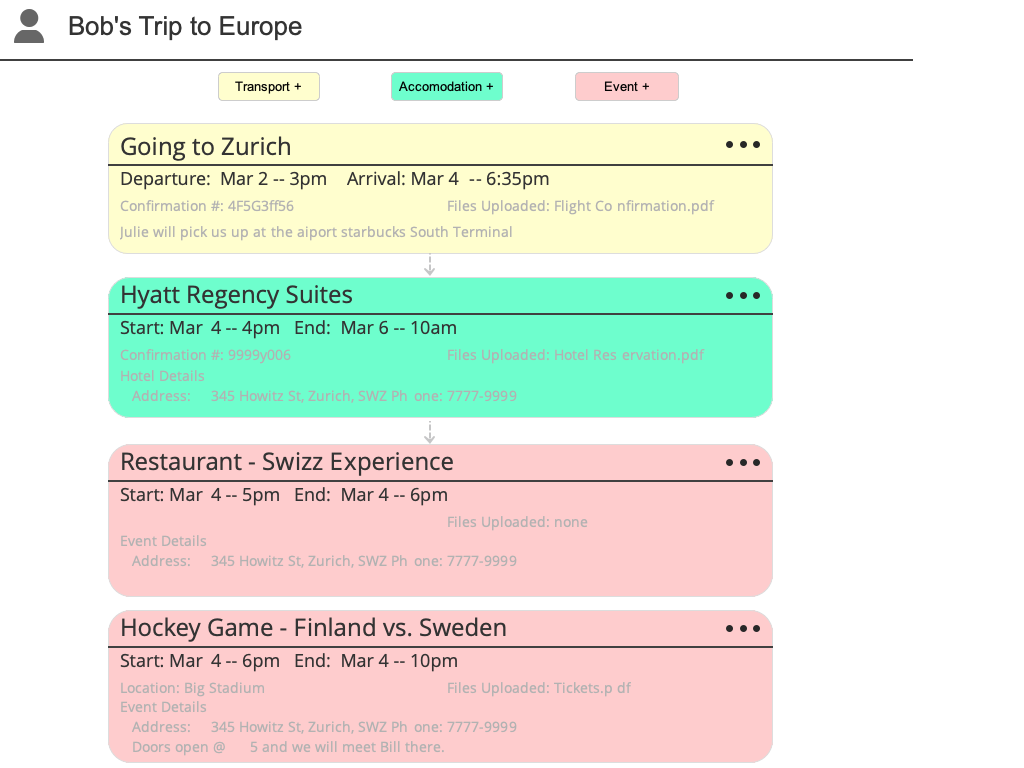 Bob's Trip to Europe
Transport +
Accomodation +
Event +
Going to Zurich
Departure: Mar 2 -- 3pm Arrival: Mar 4 -- 6:35pm
Confirmation #: 4F5G3ff56 Files Uploaded: Flight Co nfirmation.pdf
Julie will pick us up at the aiport starbucks South Terminal
Hyatt Regency Suites
Start: Mar 4 -- 4pm End: Mar 6 -- 10am
Confirmation #: 9999y006 Files Uploaded: Hotel Res ervation.pdf
Hotel Details
Address: 345 Howitz St, Zurich, SWZ Ph one: 7777-9999
Restaurant - Swizz Experience
Start: Mar 4 -- 5pm End: Mar 4 -- 6pm
Files Uploaded: none
Event Details
Address: 345 Howitz St, Zurich, SWZ Ph one: 7777-9999
Hockey Game - Finland vs. Sweden
Start: Mar 4 -- 6pm End: Mar 4 -- 10pm
Location: Big Stadium Files Uploaded: Tickets.p df
Event Details
Address: 345 Howitz St, Zurich, SWZ Ph one: 7777-9999
Doors open @ 5 and we will meet Bill there.